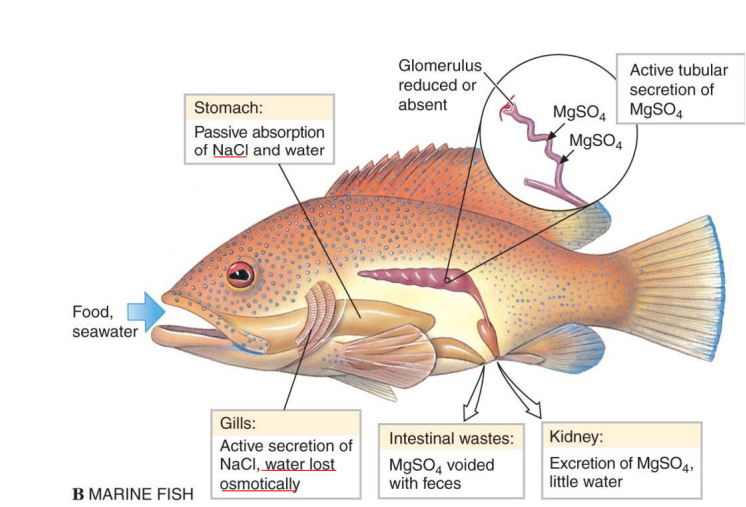 Glomerulus
reduced or
absent
Active tubular
secretion of
MgSO₄
MgSO₄
MgSO₄
Stomach:
Passive absorption
of NaCl and water
Food,
seawater
Gills:
Active secretion of
NaCl, water lost
osmotically
Intestinal wastes:
MgSO₄ voided
with feces
Kidney:
Excretion of MgSO₄,
little water
B MARINE FISH